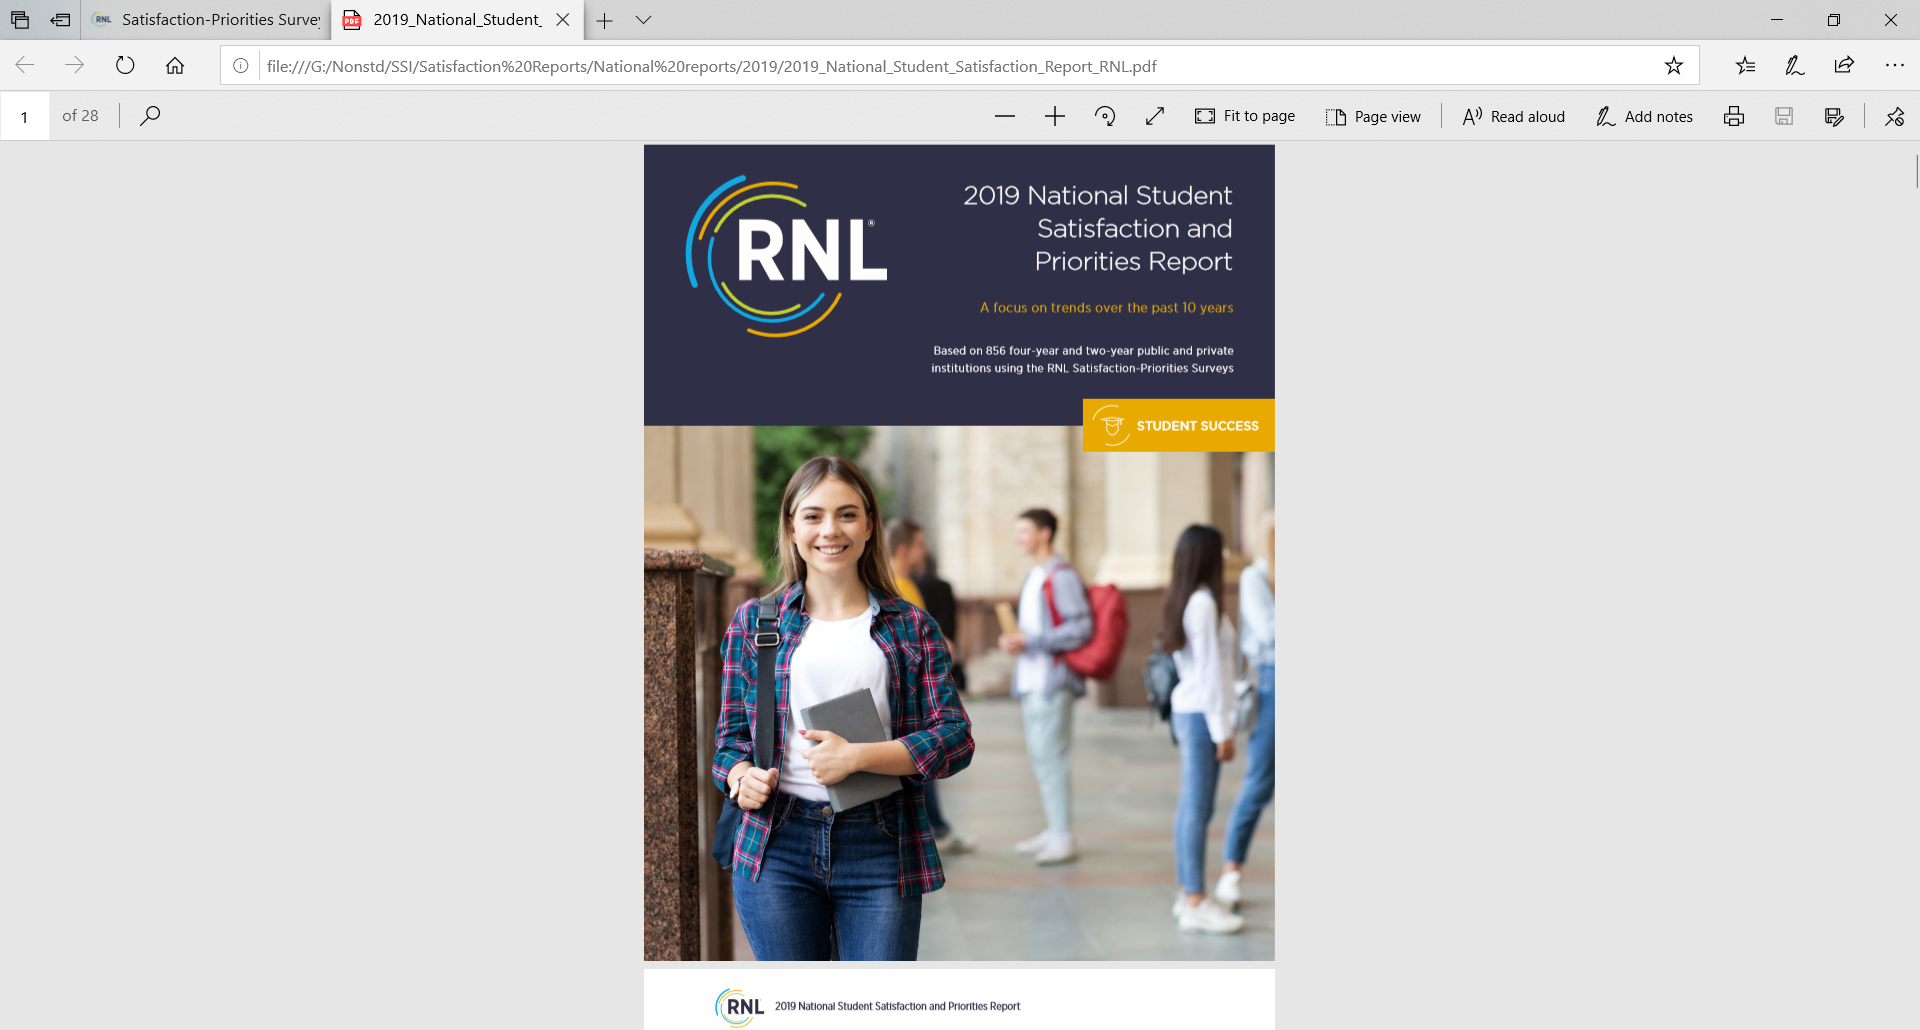 Satisfaction-Priorities Survey
2019_National_Student_
file:///G:/Nonstd/SSI/Satisfaction%20Reports/National%20reports/2019/2019_National_Student_Satisfaction_Report_RNL.pdf
1 of 28
Fit to page
Page view
Read aloud
Add notes
RNL®
2019 National Student
Satisfaction and
Priorities Report
A focus on trends over the past 10 years
Based on 856 four-year and two-year public and private
institutions using the RNL Satisfaction-Priorities Surveys
STUDENT SUCCESS
RNL 2019 National Student Satisfaction and Priorities Report